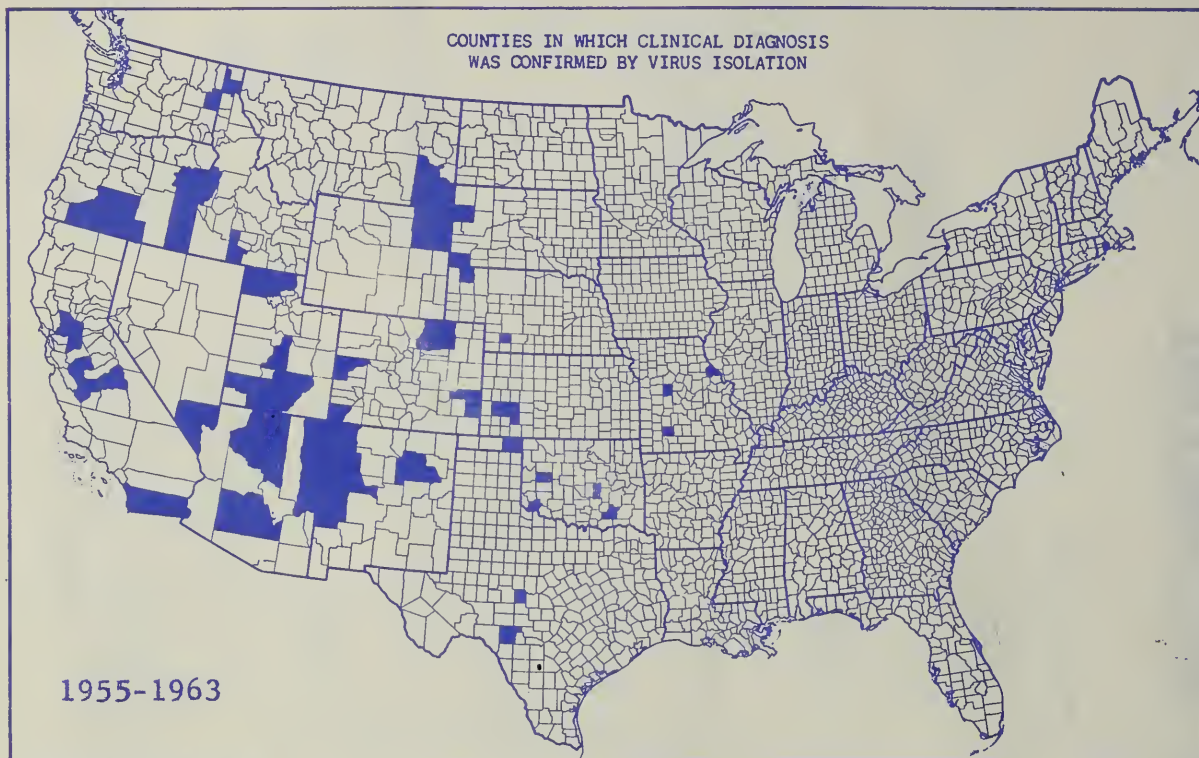 COUNTIES IN WHICH CLINICAL DIAGNOSIS
WAS CONFIRMED BY VIRUS ISOLATION
1955-1963